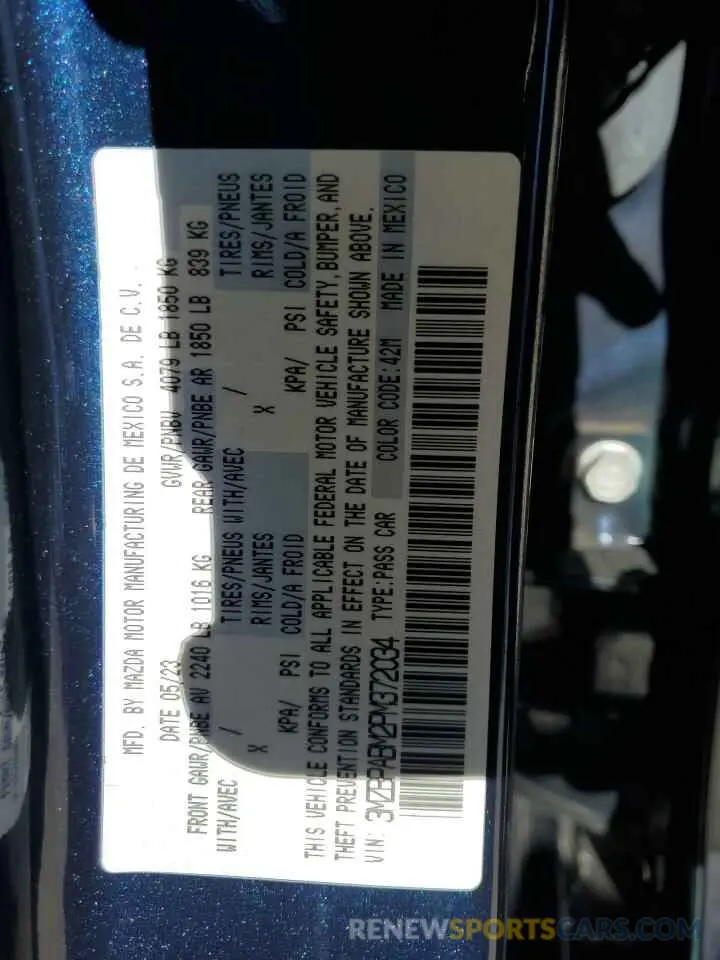 MFD. BY MAZDA MOTOR MANUFACTURING DE MEXICO S.A. DE C.V.
DATE 05/23 GVWR/PNBV 4079 LB 1850 KG
FRONT GAWR/PNBE AV 2240 LB 1016 KG REAR GAWR/PNBE AR 1850 LB 839 KG
WITH/AVEC / TIRES/PNEUS WITH/AVEC / TIRES/PNEUS
X RIMS/JANTES X RIMS/JANTES
KPA/ PSI COLD/A FROID KPA/ PSI COLD/A FROID
THIS VEHICLE CONFORMS TO ALL APPLICABLE FEDERAL MOTOR VEHICLE SAFETY, BUMPER, AND
THEFT PREVENTION STANDARDS IN EFFECT ON THE DATE OF MANUFACTURE SHOWN ABOVE.
VIN: 3MZBPABM2PM372034 TYPE:PASS CAR COLOR CODE:42M MADE IN MEXICO
RENEWSPORTSCARS.COM